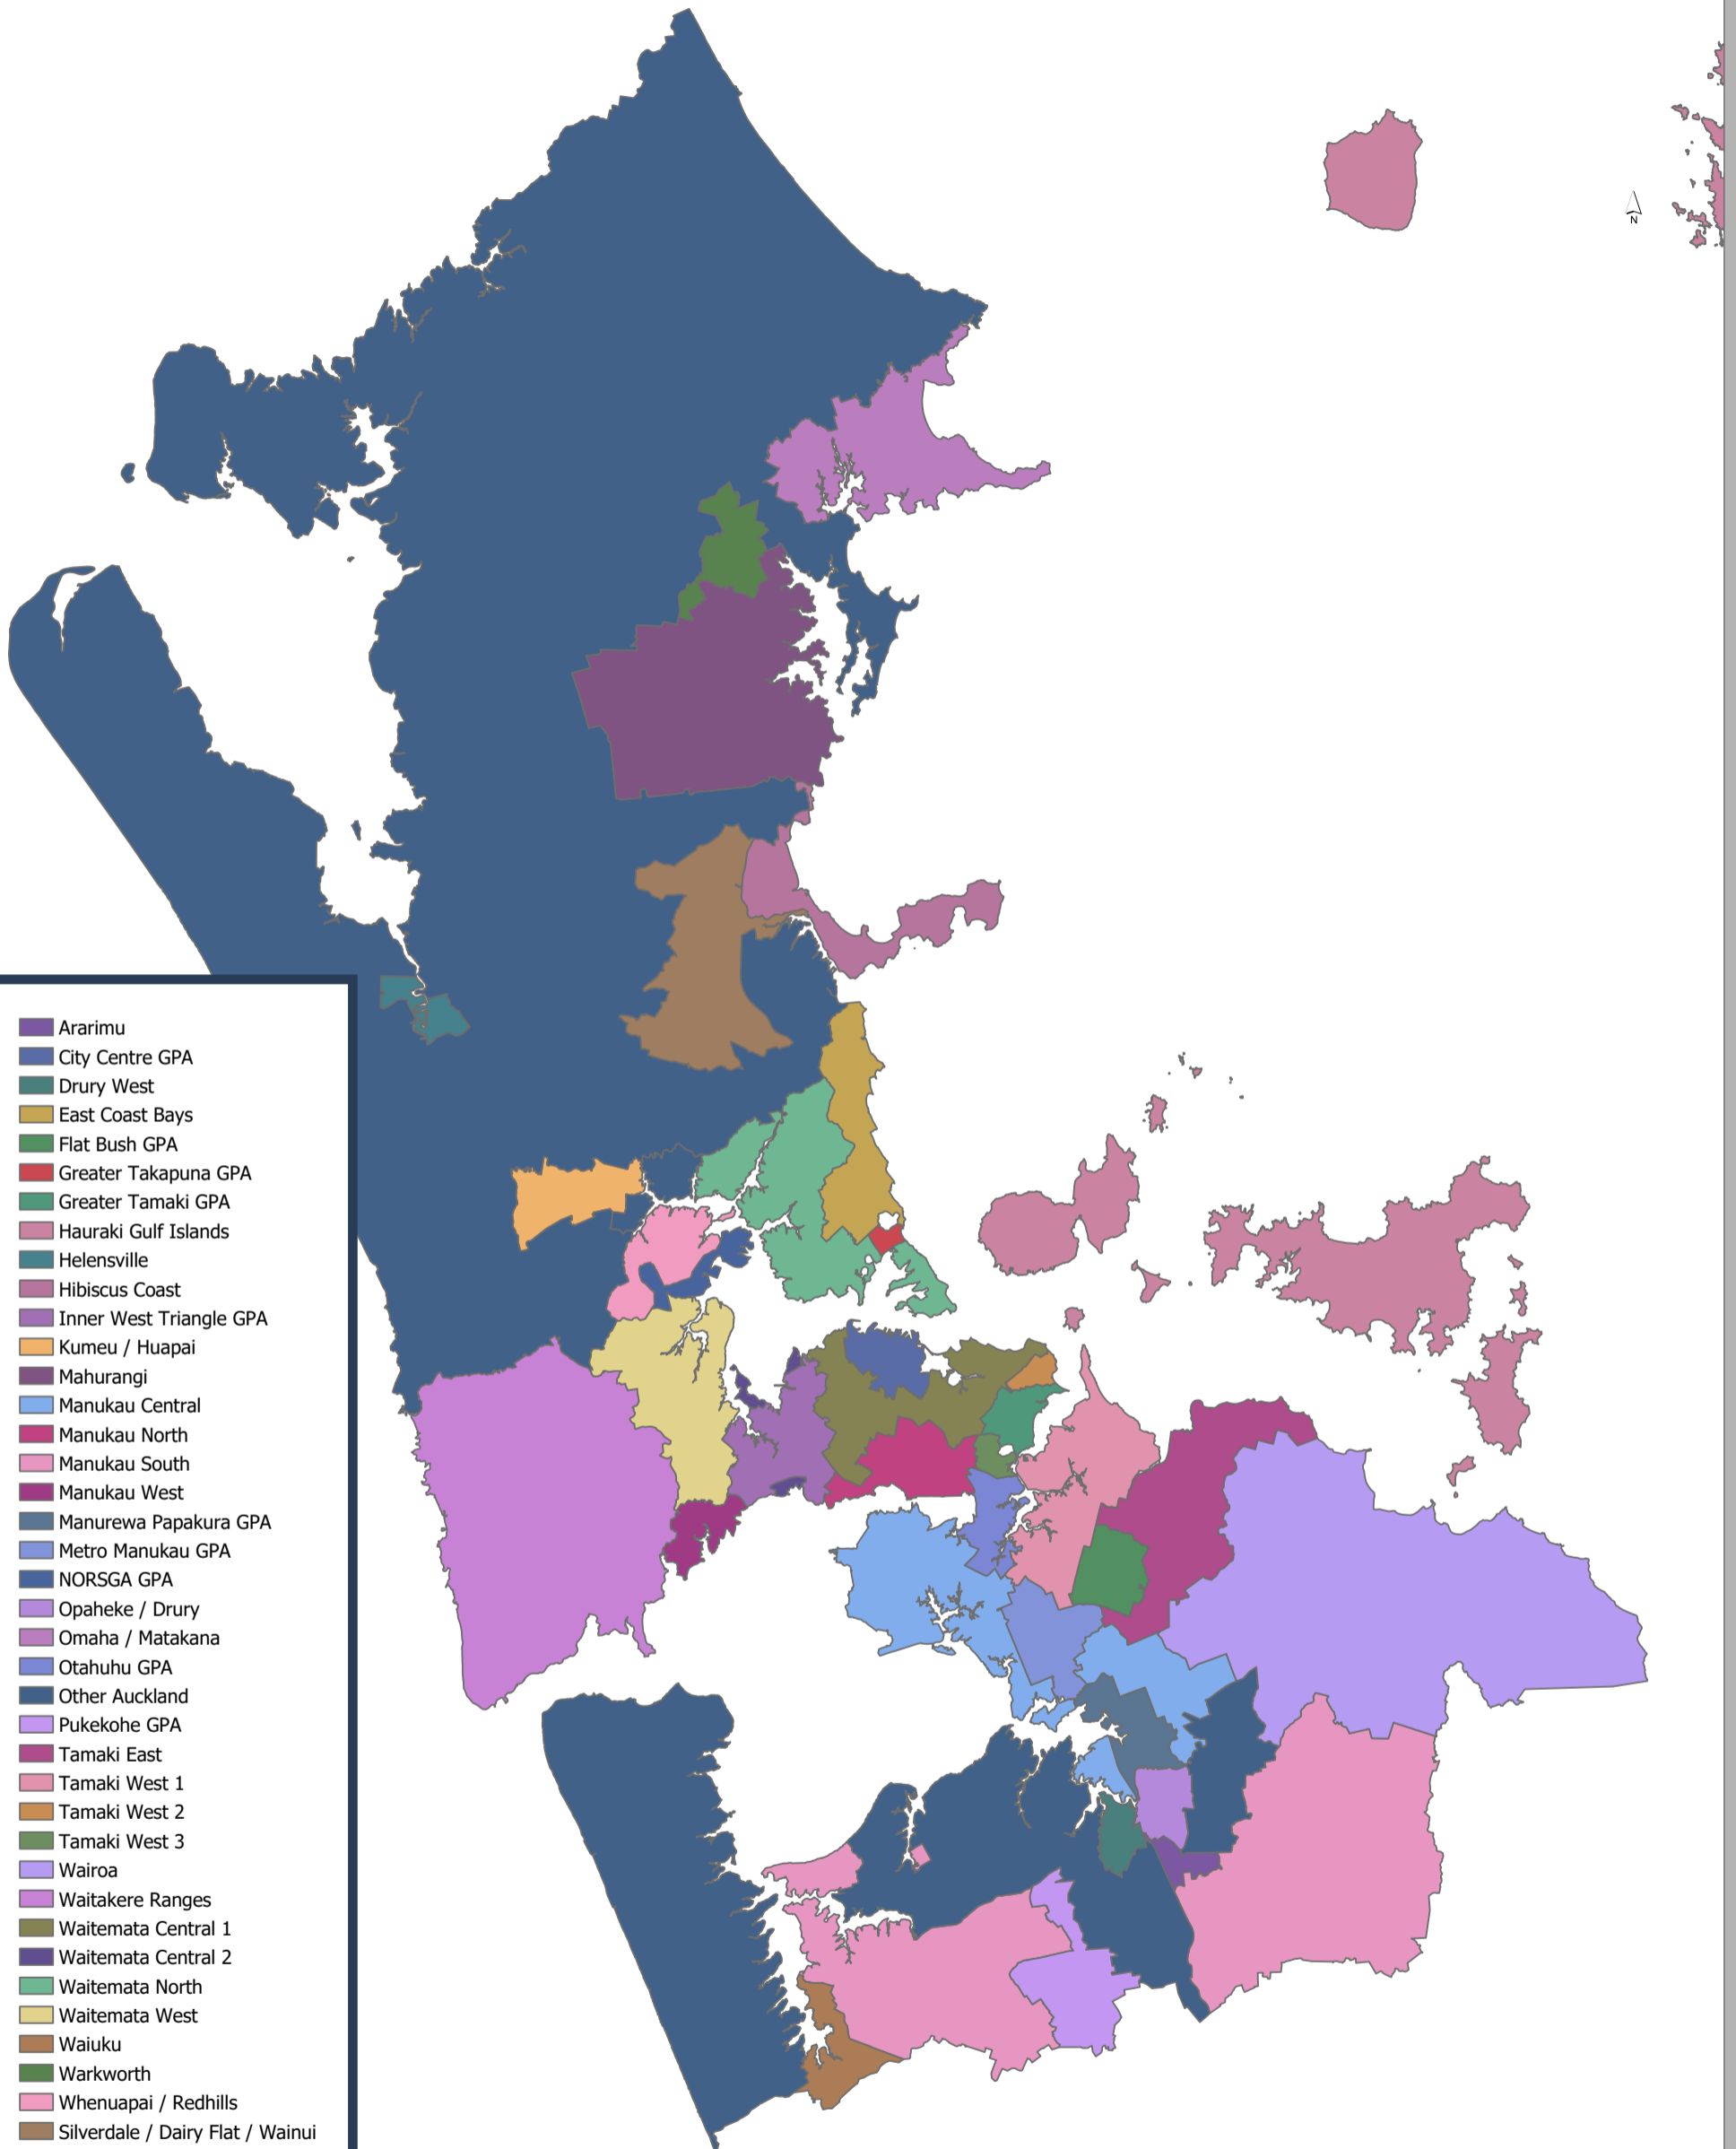 N
Ararimu
City Centre GPA
Drury West
East Coast Bays
Flat Bush GPA
Greater Takapuna GPA
Greater Tamaki GPA
Hauraki Gulf Islands
Helensville
Hibiscus Coast
Inner West Triangle GPA
Kumeu / Huapai
Mahurangi
Manukau Central
Manukau North
Manukau South
Manukau West
Manurewa Papakura GPA
Metro Manukau GPA
NORSGA GPA
Opaheke / Drury
Omaha / Matakana
Otahuhu GPA
Other Auckland
Pukekohe GPA
Tamaki East
Tamaki West 1
Tamaki West 2
Tamaki West 3
Wairoa
Waitakere Ranges
Waitemata Central 1
Waitemata Central 2
Waitemata North
Waitemata West
Waiuku
Warkworth
Whenuapai / Redhills
Silverdale / Dairy Flat / Wainui